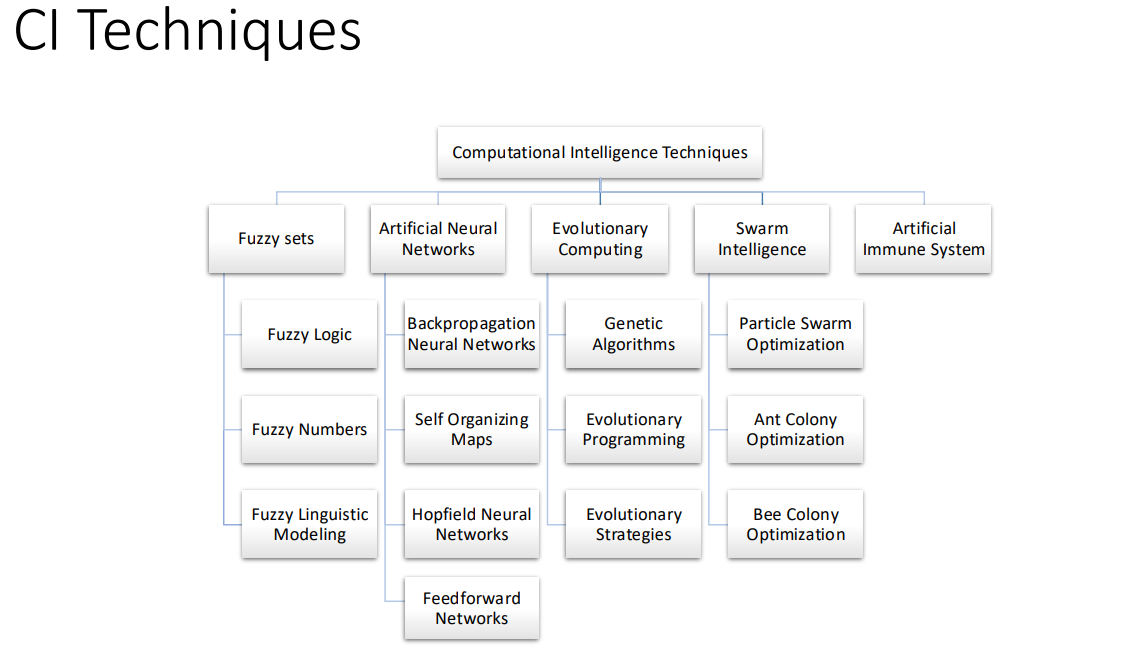 CI Techniques
Computational Intelligence Techniques
Fuzzy sets
Artificial Neural
Networks
Evolutionary
Computing
Swarm
Intelligence
Artificial
Immune System
Fuzzy Logic
Backpropagation
Neural Networks
Genetic
Algorithms
Particle Swarm
Optimization
Fuzzy Numbers
Self Organizing
Maps
Evolutionary
Programming
Ant Colony
Optimization
Fuzzy Linguistic
Modeling
Hopfield Neural
Networks
Evolutionary
Strategies
Bee Colony
Optimization
Feedforward
Networks